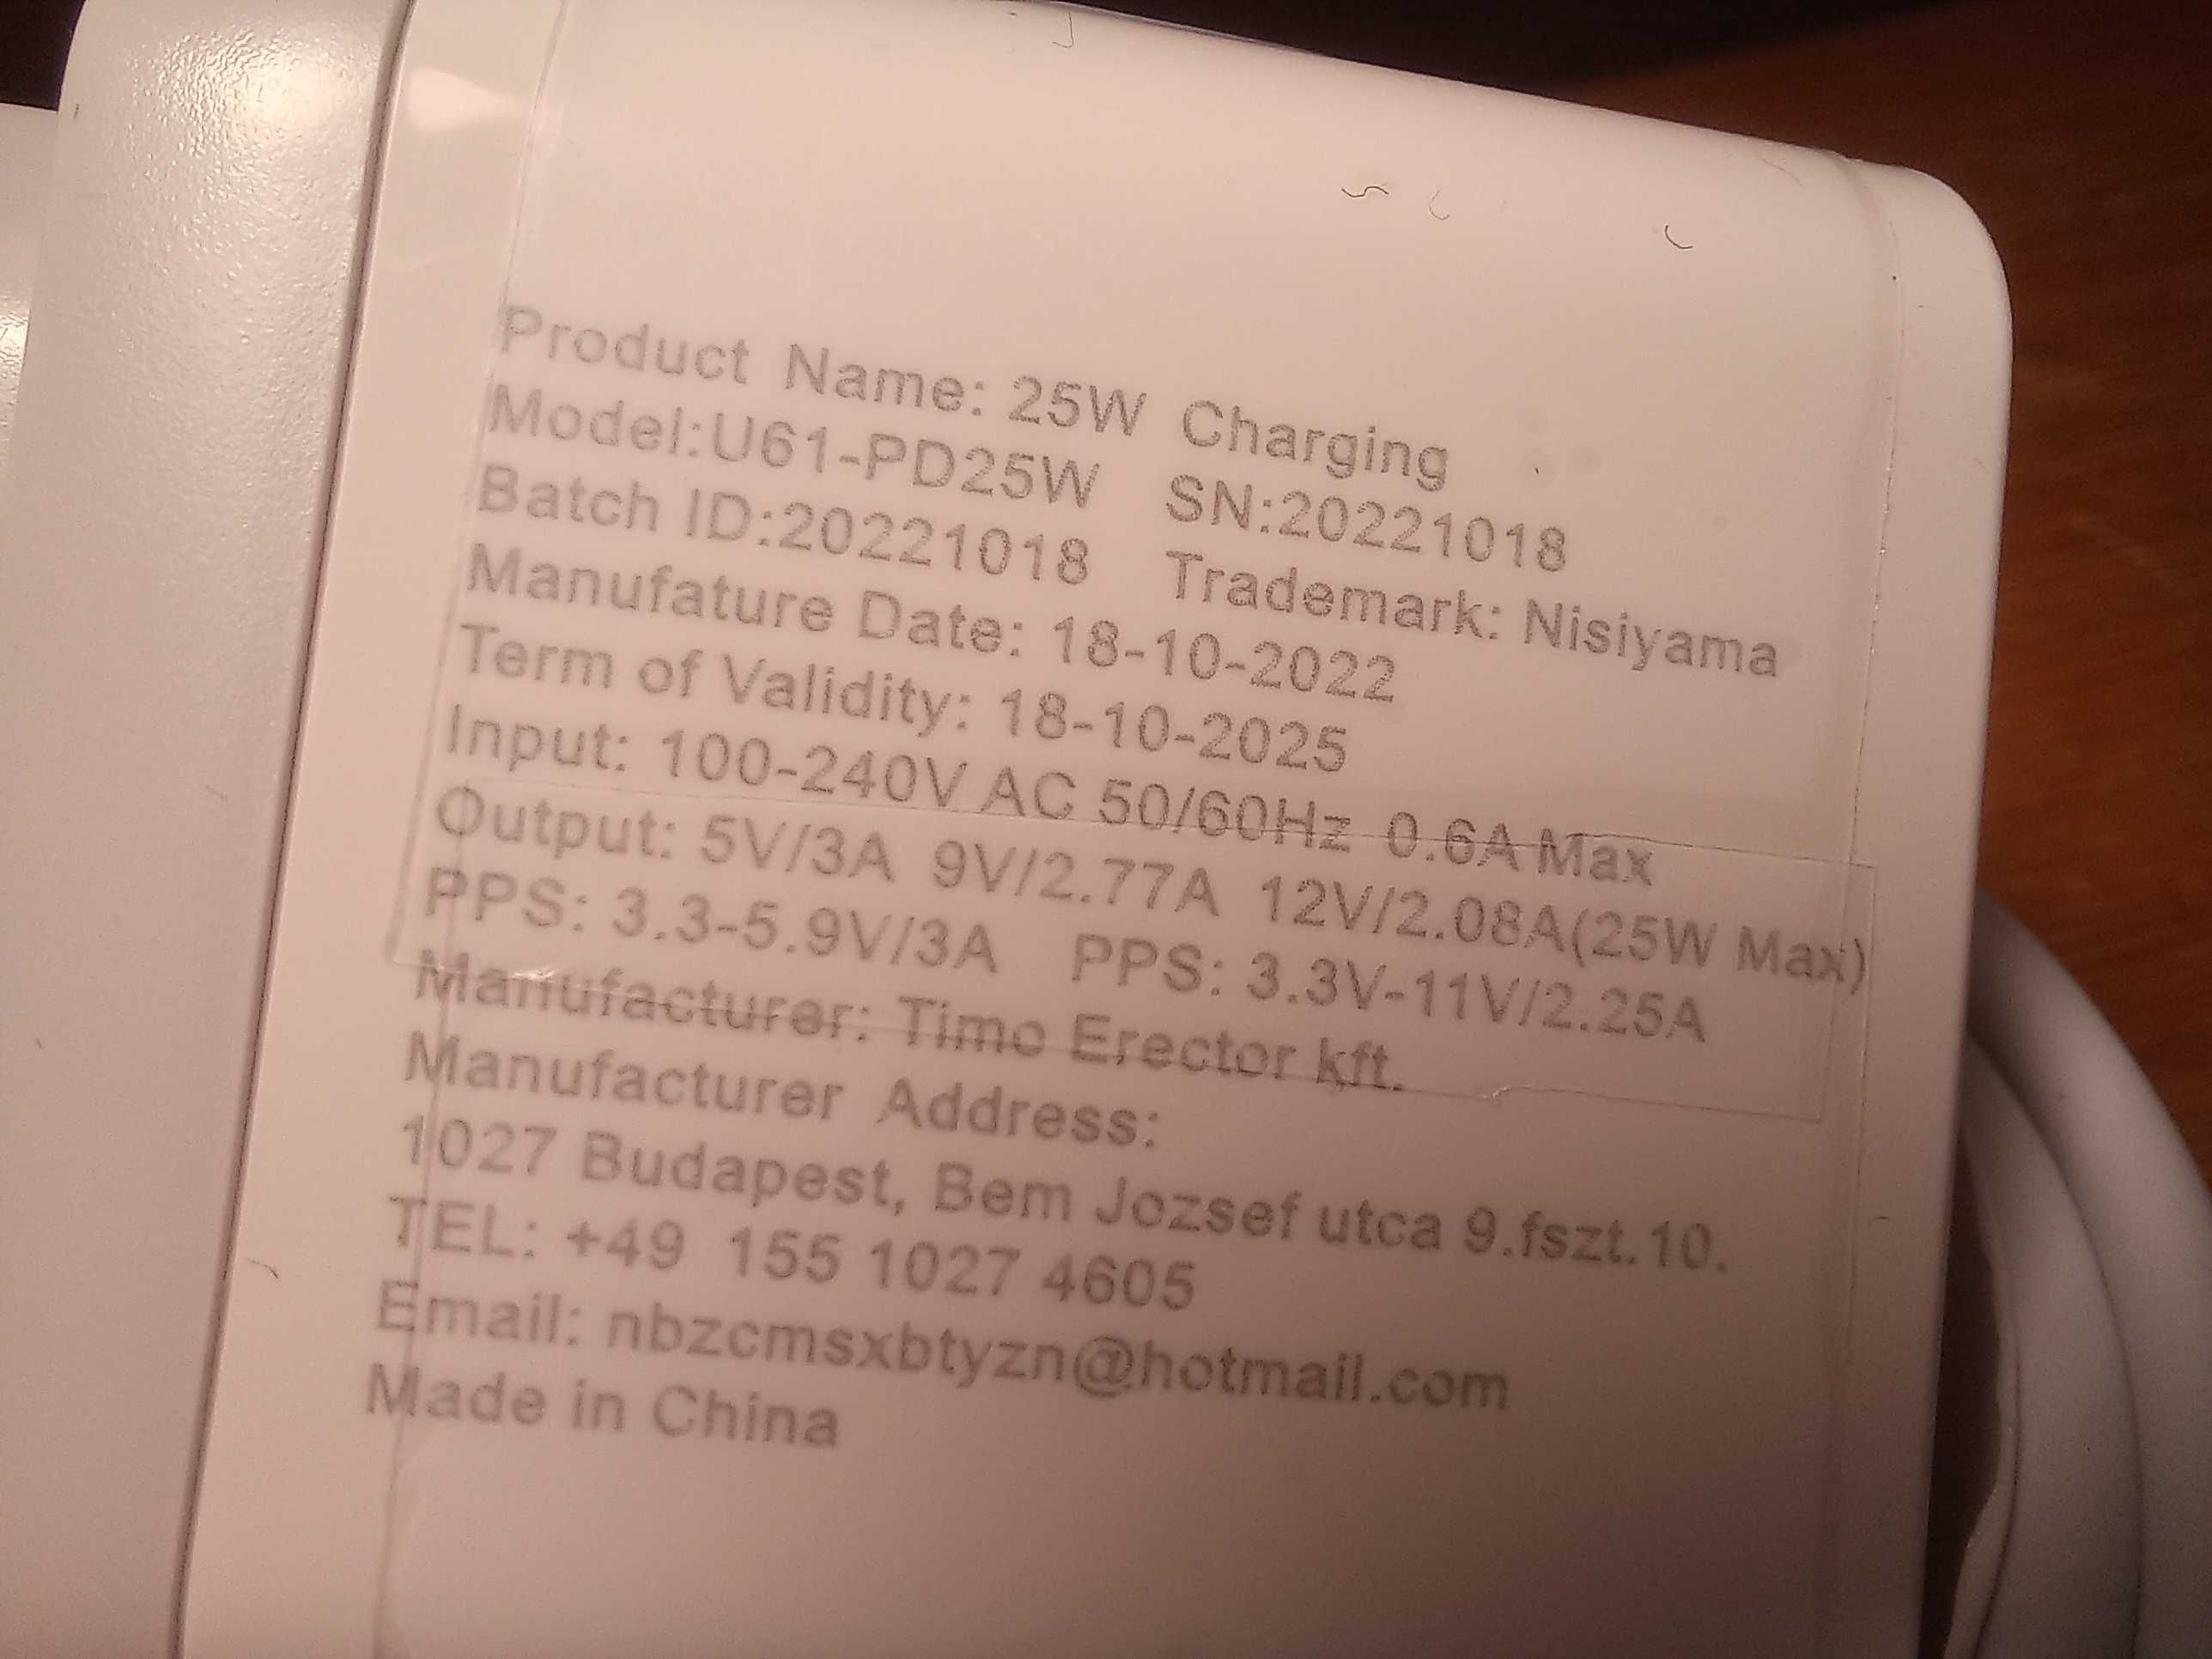 Product Name: 25W Charging
Model:U61-PD25W SN:20221018
Batch ID:20221018 Trademark: Nisiyama
Manufature Date: 18-10-2022
Term of Validity: 18-10-2025
Input: 100-240V AC 50/60Hz 0.6A Max
Output: 5V/3A 9V/2.77A 12V/2.08A(25W Max)
PPS: 3.3-5.9V/3A PPS: 3.3V-11V/2.25A
Manufacturer: Timo Erector kft.
Manufacturer Address:
1027 Budapest, Bem Jozsef utca 9.fszt.10.
TEL: +49 155 1027 4605
Email: nbzcmsxbtyzn@hotmail.com
Made in China